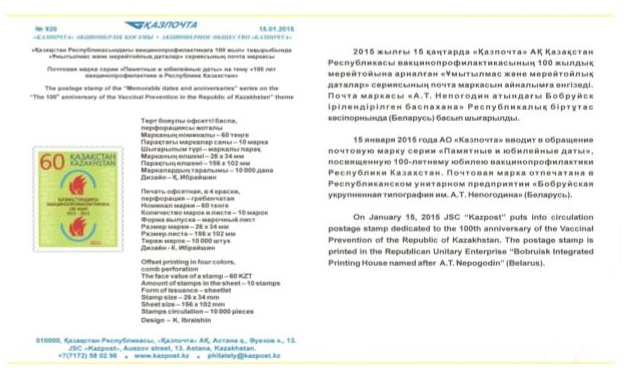 № 920
ҚАЗПОЧТА
15.01.2015
«ҚАЗПОЧТА» АКЦИОНЕРЛІК ҚОҒАМЫ • АКЦИОНЕРНОЕ ОБЩЕСТВО «КАЗПОЧТА»
«Қазақстан Республикасындағы вакцинопрофилактикаға 100 жыл» тақырыбында
«Ұмытылмас және мерейтойлық даталар» сериясының почта маркасы
Почтовая марка серии «Памятные и юбилейные даты» на тему «100 лет
вакцинопрофилактике в Республике Казахстан»
The postage stamp of the "Memorable dates and anniversaries" series on
"The 100th anniversary of the Vaccinal Prevention in the Republic of Kazakhstan" theme
Төрт бояулы офсетті баспа,
перфорациясы жоталы
Марканың номиналы – 60 теңге
Парақтағы маркалар саны – 10 марка
Шығарылым түрі – маркалы парақ
Марканың өлшемі – 26 x 34 мм
Парақтың өлшемі – 156 x 102 мм
Маркалардың таралымы – 10 000 дана
Дизайн – Қ. Ибрайшин
60 ҚАЗАҚСТАН
KAZAKHSTAN
ҚАЗАҚСТАНДАҒЫ
ВАКЦИНОПРОФИЛАКТИКАҒА
100 ЖЫЛ
2015
Печать офсетная, в 4 краски,
перфорация – гребенчатая
Номинал марки – 60 тенге
Количество марок в листе – 10 марок
Форма выпуска – марочный лист
Размер марки – 26 x 34 мм
Размер листа – 156 x 102 мм
Тираж марок – 10 000 штук
Дизайн – К. Ибрайшин
Offset printing in four colors,
comb perforation
The face value of a stamp – 60 KZT
Amount of stamps in the sheet – 10 stamps
Form of issuance – sheetlet
Stamp size – 26 x 34 mm
Sheet size – 156 x 102 mm
Stamps circulation – 10 000 pieces
Design – K. Ibraishin
010000, Қазақстан Республикасы, «Қазпочта» АҚ, Астана қ., Әуезов к., 13.
JSC «Kazpost», Auezov street, 13, Astana, Kazakhstan.
+7(7172) 58 02 96 • www.kazpost.kz • philately@kazpost.kz
2015 жылғы 15 қаңтарда «Қазпочта» АҚ Қазақстан
Республикасы вакцинопрофилактикасының 100 жылдық
мерейтойына арналған «Ұмытылмас және мерейтойлық
даталар» сериясының почта маркасын айналымға енгізеді.
Почта маркасы «А.Т. Непогодин атындағы Бобруйск
ірілендірілген баспахана» Республикалық біртұтас
кәсіпорнында (Беларусь) басып шығарылды.
15 января 2015 года АО «Казпочта» вводит в обращение
почтовую марку серии «Памятные и юбилейные даты»,
посвященную 100-летнему юбилею вакцинопрофилактики
Республики Казахстан. Почтовая марка отпечатана в
Республиканском унитарном предприятии «Бобруйская
укрупненная типография им. А.Т. Непогодина» (Беларусь).
On January 15, 2015 JSC "Kazpost" puts into circulation
postage stamp dedicated to the 100th anniversary of the Vaccinal
Prevention of the Republic of Kazakhstan. The postage stamp is
printed in the Republican Unitary Enterprise "Bobruisk Integrated
Printing House named after A.T. Nepogodin" (Belarus).